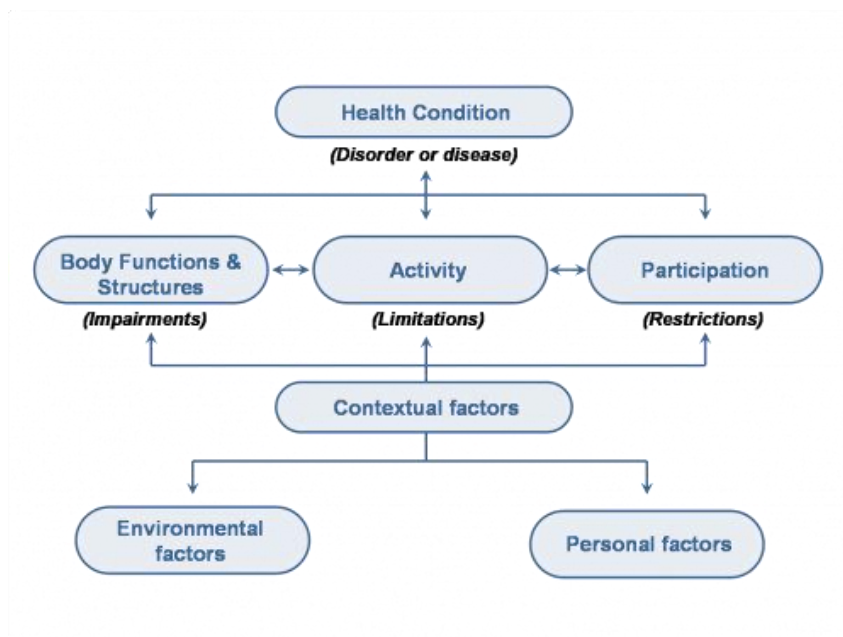 Health Condition
(Disorder or disease)
Body Functions &
Structures
(Impairments)
Activity
(Limitations)
Participation
(Restrictions)
Contextual factors
Environmental
factors
Personal factors